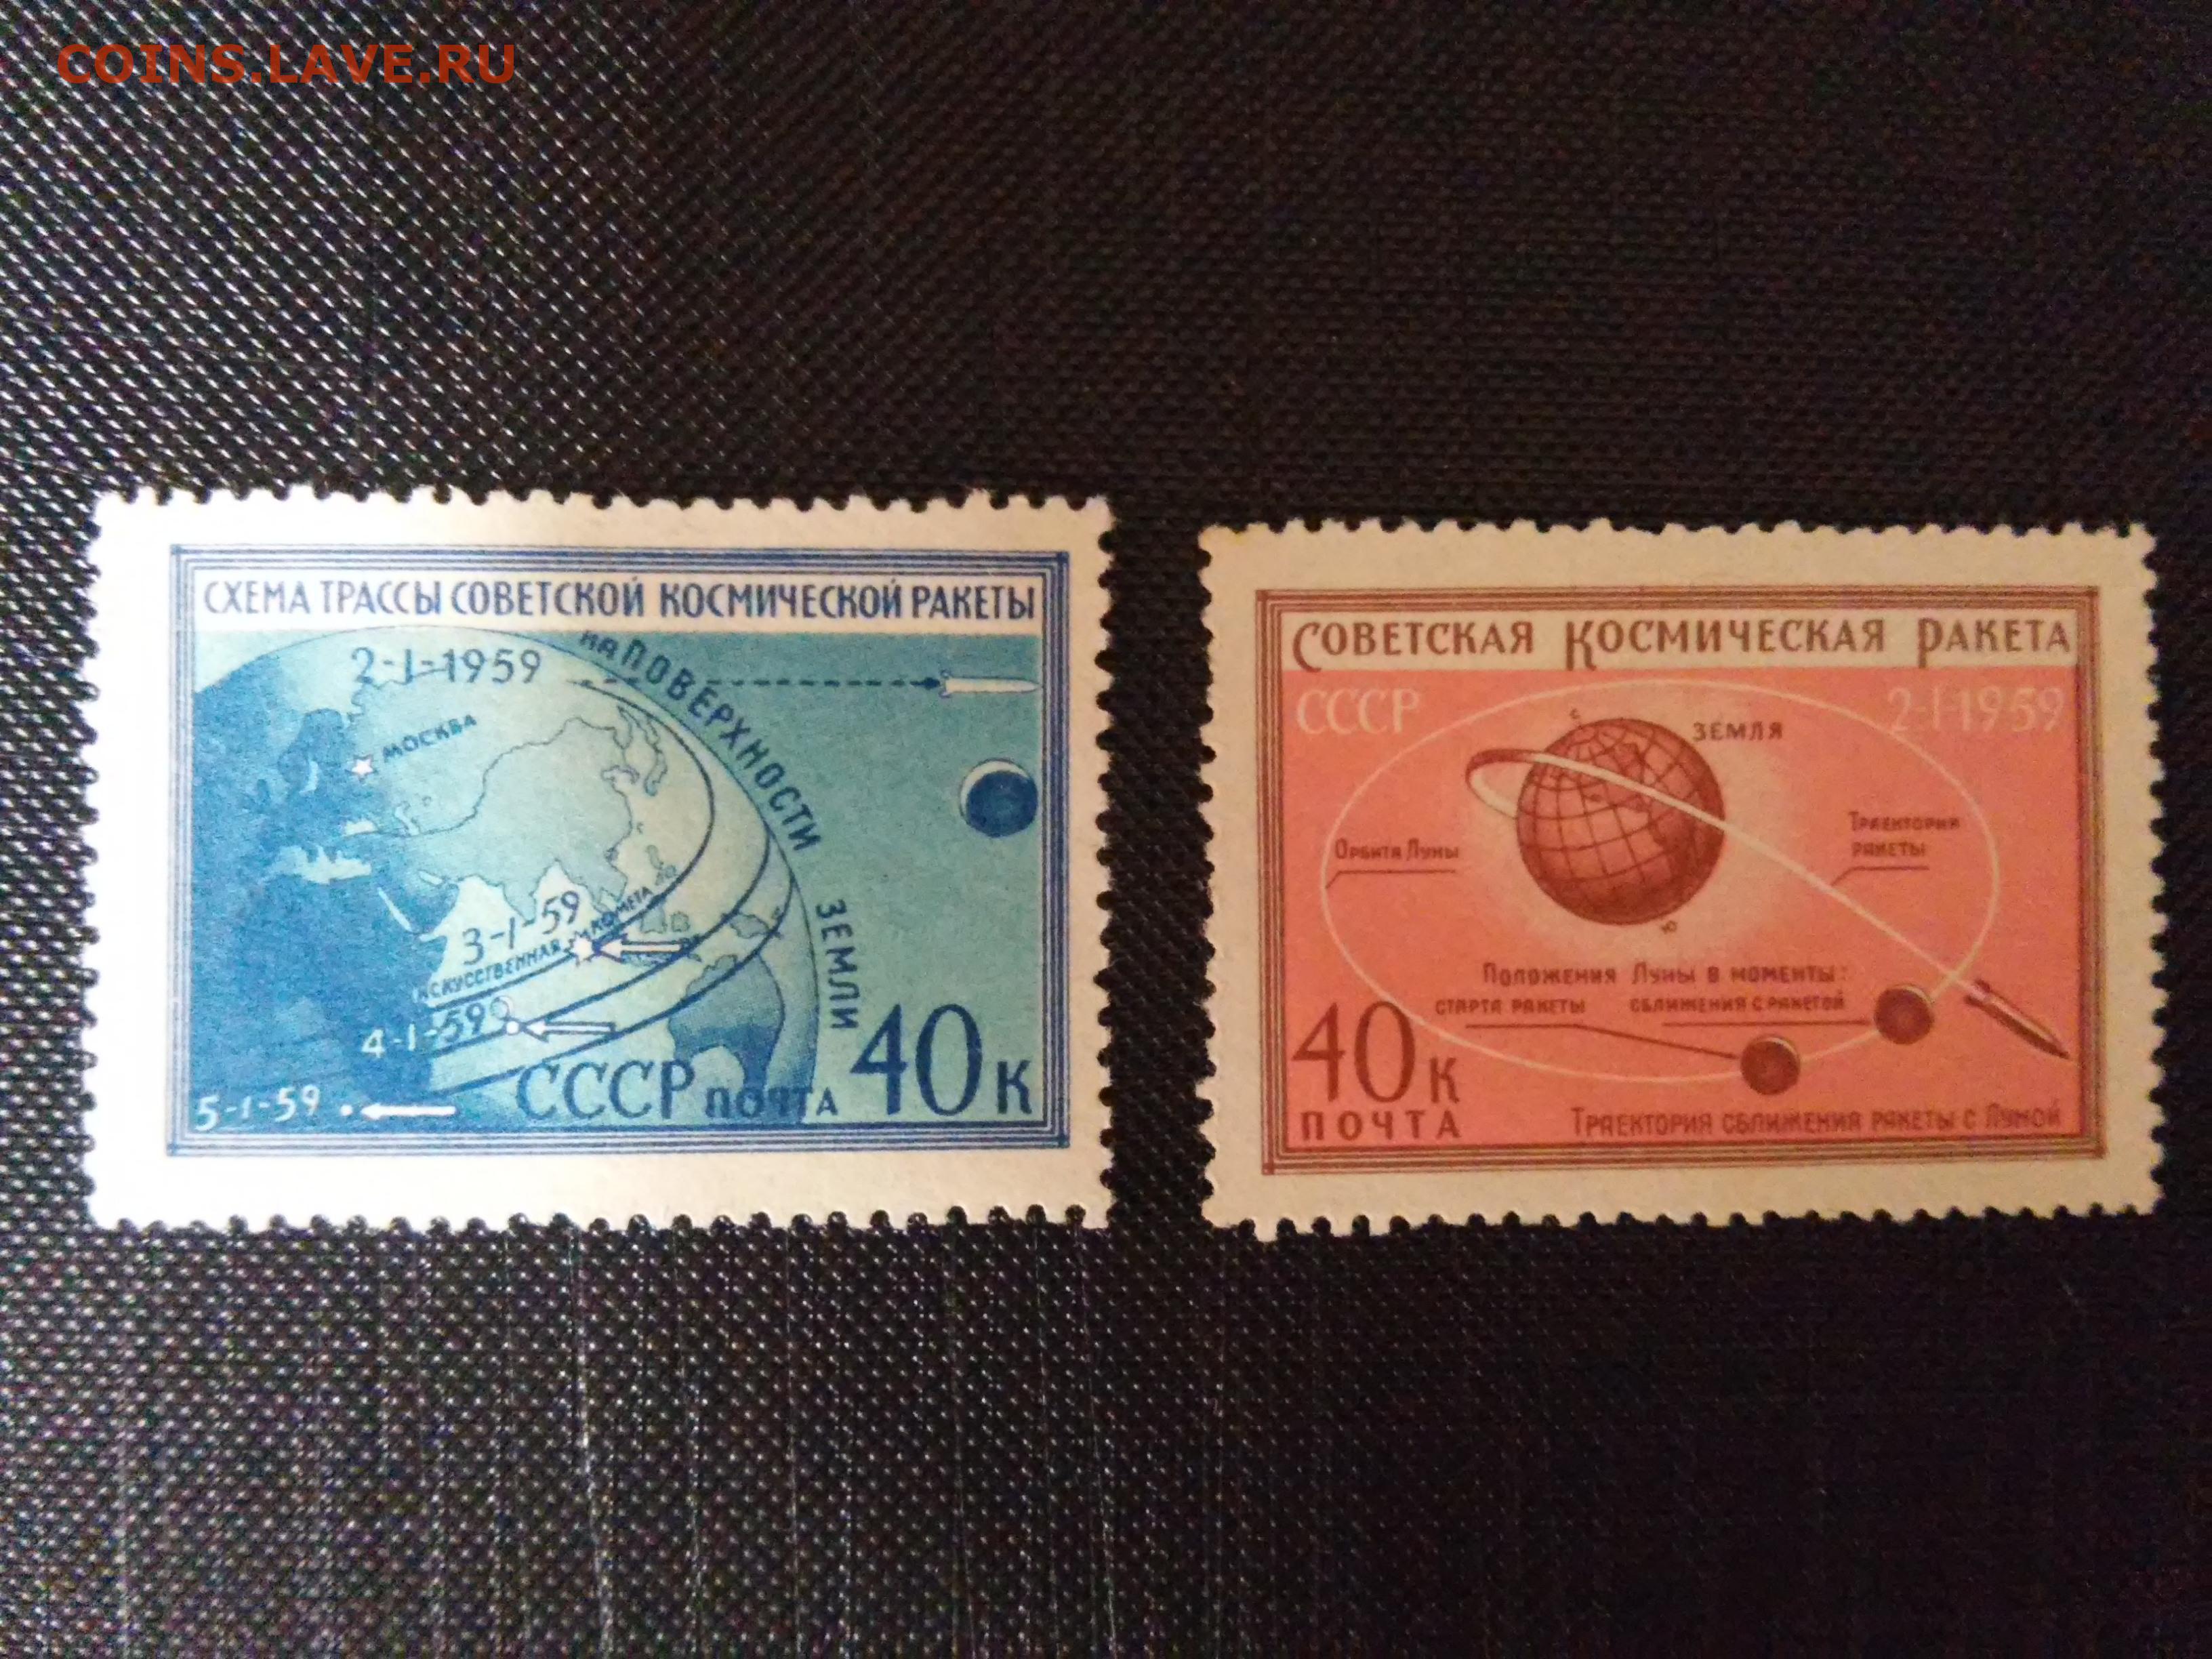 COINS.LAVE.RU
СХЕМА ТРАССЫ СОВЕТСКОЙ КОСМИЧЕСКОЙ РАКЕТЫ
НА ПОВЕРХНОСТИ ЗЕМЛИ
2-I-1959
МОСКВА
3-I-59
ИСКУССТВЕННАЯ КОМЕТА
4-I-59
5-I-59
СССР ПОЧТА 40 К
СОВЕТСКАЯ КОСМИЧЕСКАЯ РАКЕТА
СССР
2-I-1959
С
ЗЕМЛЯ
ТРАЕКТОРИЯ
РАКЕТЫ
ОРБИТА ЛУНЫ
Ю
ПОЛОЖЕНИЯ ЛУНЫ В МОМЕНТЫ:
СТАРТА РАКЕТЫ СБЛИЖЕНИЯ С РАКЕТОЙ
40 К
ПОЧТА
ТРАЕКТОРИЯ СБЛИЖЕНИЯ РАКЕТЫ С ЛУНОЙ